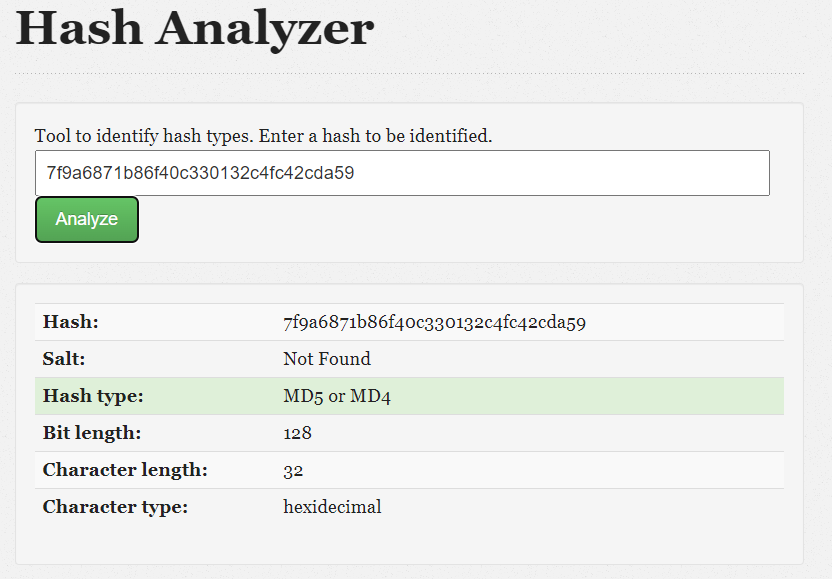 Hash Analyzer
Tool to identify hash types. Enter a hash to be identified.
7f9a6871b86f40c330132c4fc42cda59
Analyze
Hash: 7f9a6871b86f40c330132c4fc42cda59
Salt: Not Found
Hash type: MD5 or MD4
Bit length: 128
Character length: 32
Character type: hexidecimal